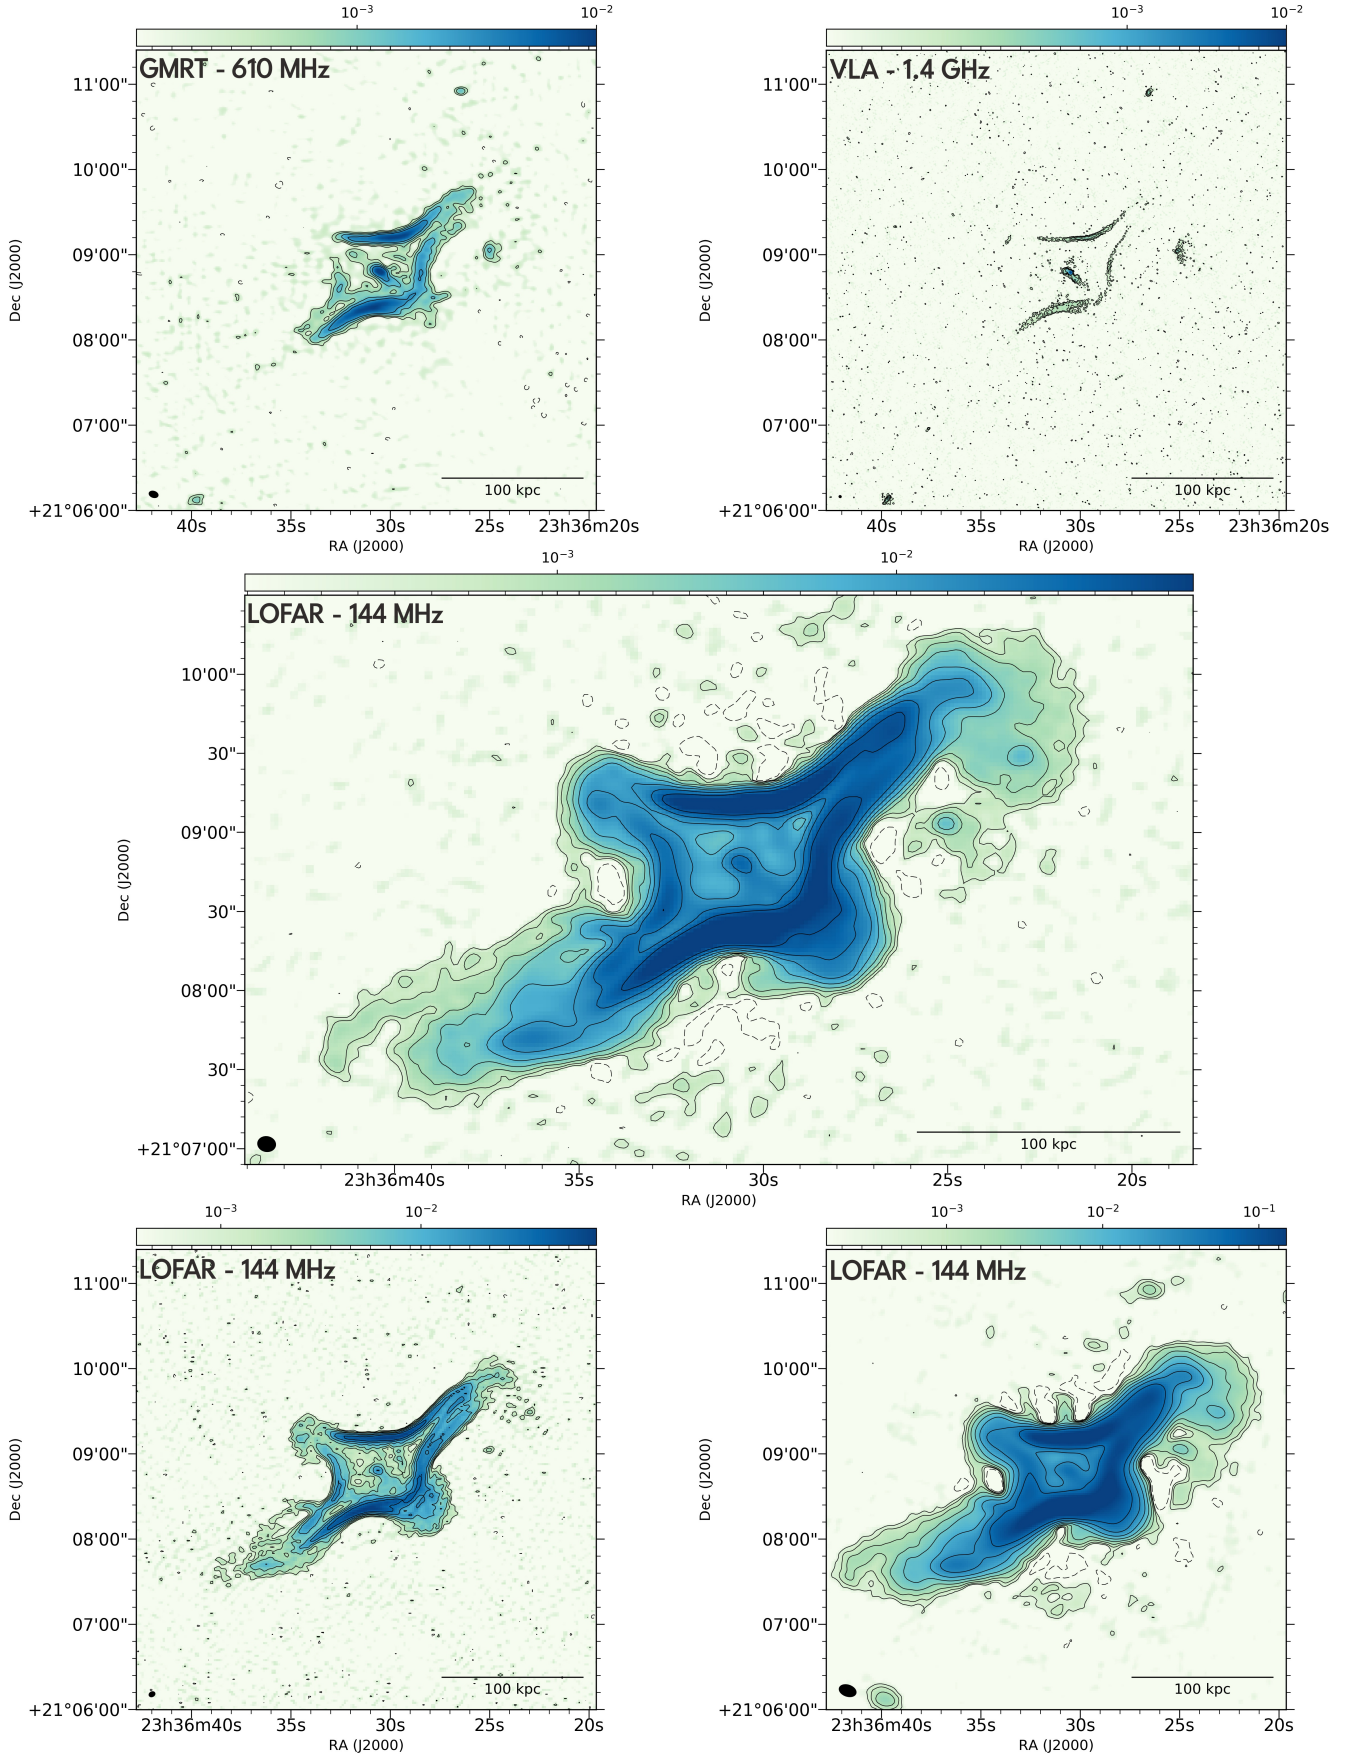 10⁻³ 10⁻²
GMRT - 610 MHz
11'00"
10'00"
09'00"
08'00"
07'00"
+21°06'00"
Dec (J2000)
100 kpc
40s 35s 30s 25s 23h36m20s
RA (J2000)
10⁻³ 10⁻²
VLA - 1.4 GHz
11'00"
10'00"
09'00"
08'00"
07'00"
+21°06'00"
Dec (J2000)
100 kpc
40s 35s 30s 25s 23h36m20s
RA (J2000)
10⁻³ 10⁻²
LOFAR - 144 MHz
10'00"
30"
09'00"
30"
08'00"
30"
+21°07'00"
Dec (J2000)
100 kpc
23h36m40s 35s 30s 25s 20s
RA (J2000)
10⁻³ 10⁻²
LOFAR - 144 MHz
11'00"
10'00"
09'00"
08'00"
07'00"
+21°06'00"
Dec (J2000)
100 kpc
23h36m40s 35s 30s 25s 20s
RA (J2000)
10⁻³ 10⁻² 10⁻¹
LOFAR - 144 MHz
11'00"
10'00"
09'00"
08'00"
07'00"
+21°06'00"
Dec (J2000)
100 kpc
23h36m40s 35s 30s 25s 20s
RA (J2000)